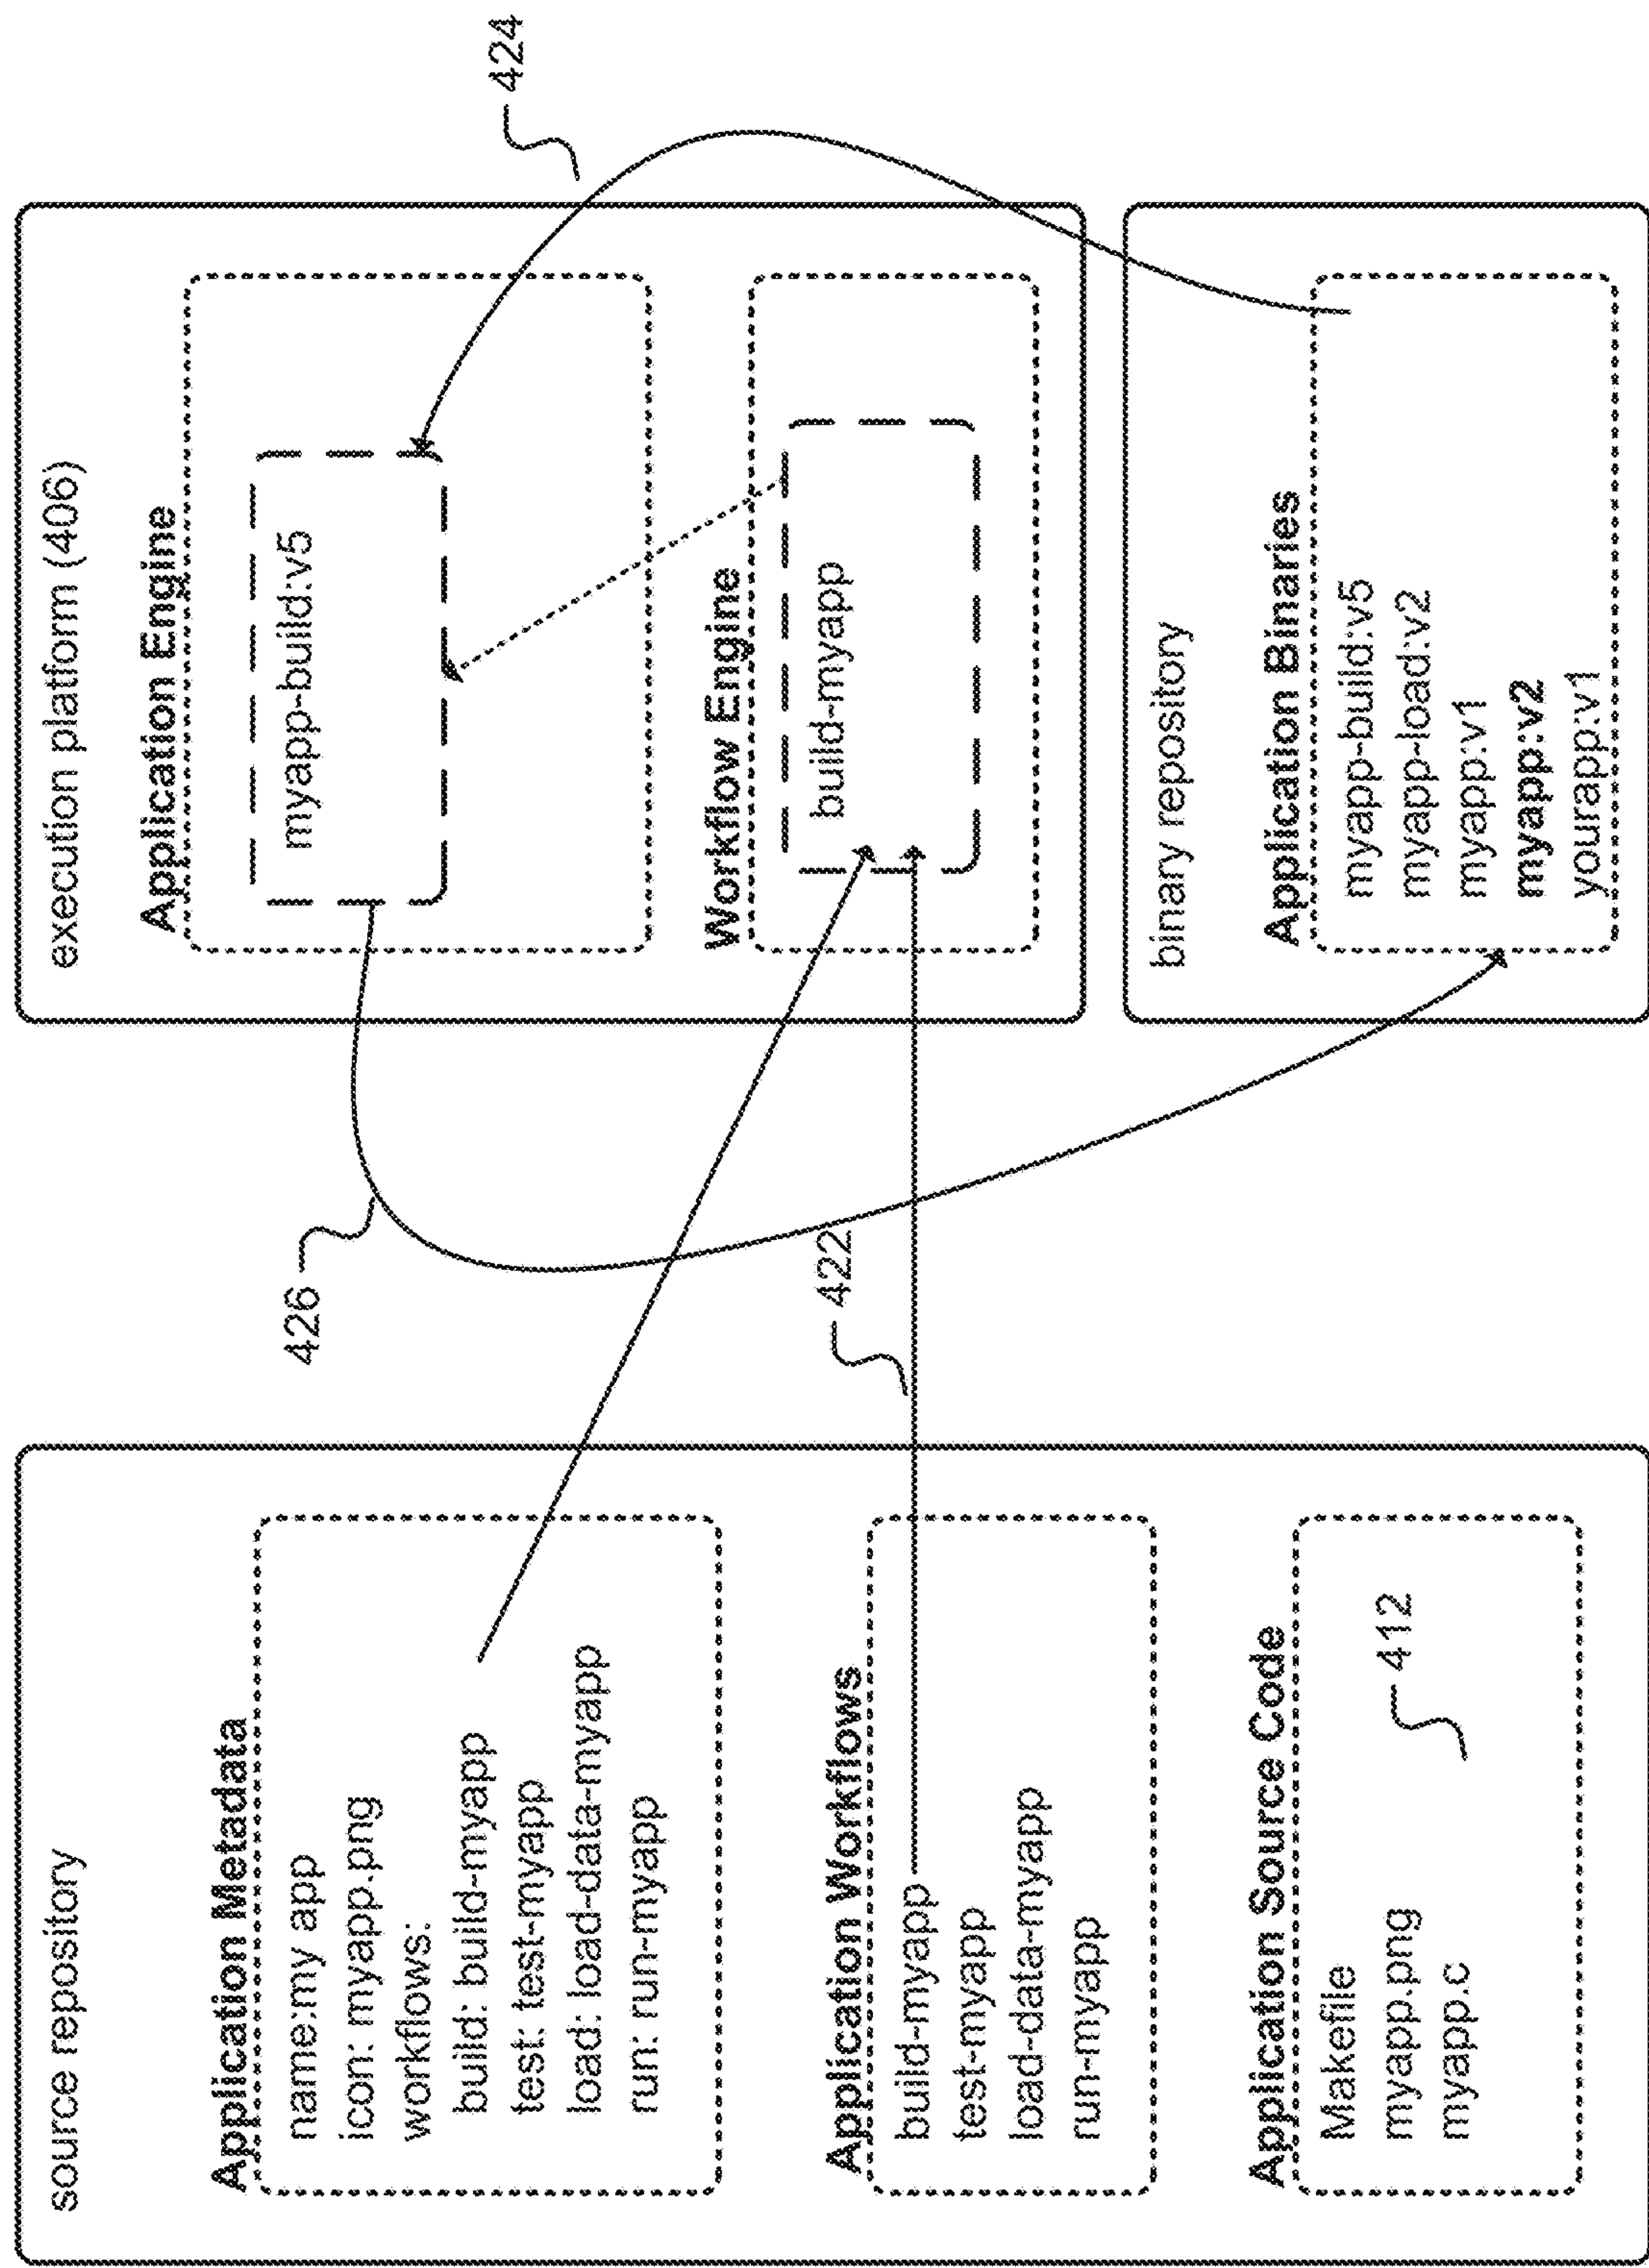 source repository
Application Metadata
name:my app
icon: myapp.png
workflows:
build: build-myapp
test: test-myapp
load: load-data-myapp
run: run-myapp
Application Workflows
build-myapp
test-myapp
load-data-myapp
run-myapp
Application Source Code
Makefile
myapp.png
myapp.c
412
426
422
execution platform (406)
Application Engine
myapp-build:v5
Workflow Engine
build-myapp
424
binary repository
Application Binaries
myapp-build:v5
myapp-load:v2
myapp:v1
myapp:v2
yourapp:v1